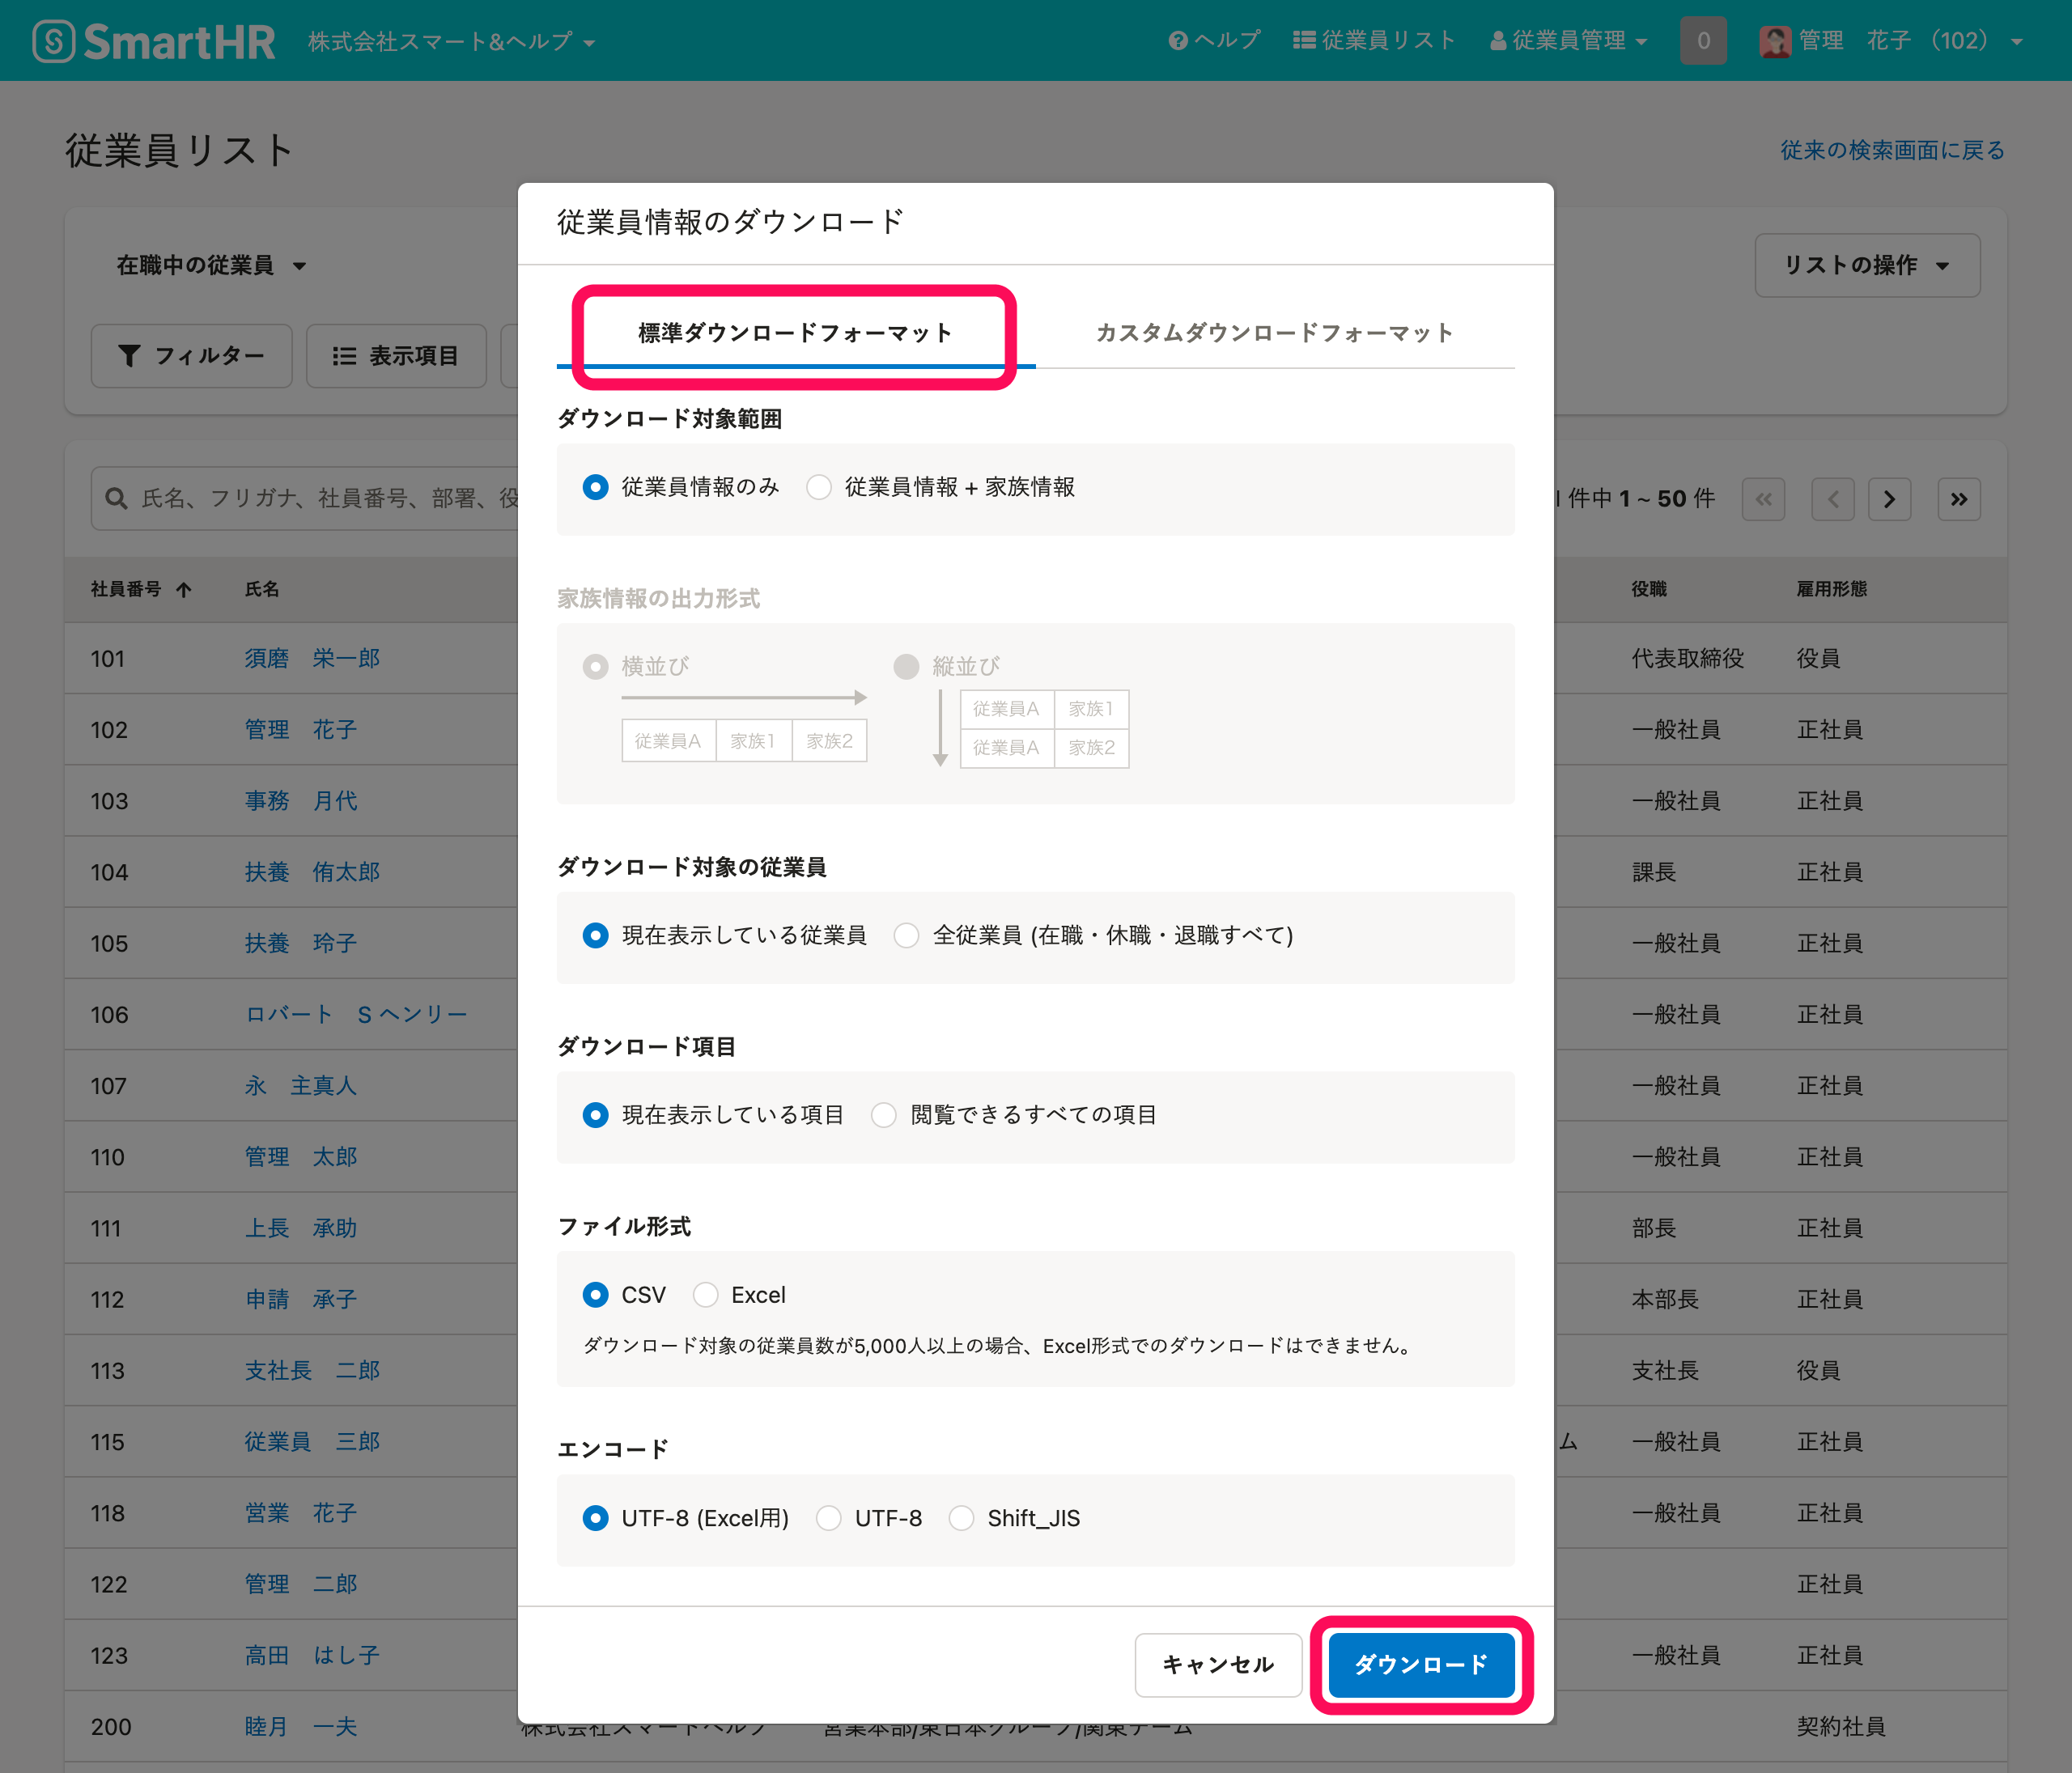 SmartHR 株式会社スマート&ヘルプ ヘルプ 従業員リスト 従業員管理 0 管理 花子 (102)
従業員リスト 従来の検索画面に戻る
在職中の従業員 リストの操作
フィルター 表示項目
氏名、フリガナ、社員番号、部署、役 件中 1 ~ 50 件
社員番号 氏名 役職 雇用形態
101 須磨 栄一郎 代表取締役 役員
102 管理 花子 一般社員 正社員
103 事務 月代 一般社員 正社員
104 扶養 侑太郎 課長 正社員
105 扶養 玲子 一般社員 正社員
106 ロバート S ヘンリー 一般社員 正社員
107 永 主真人 一般社員 正社員
110 管理 太郎 一般社員 正社員
111 上長 承助 部長 正社員
112 申請 承子 本部長 正社員
113 支社長 二郎 支社長 役員
115 従業員 三郎 ム 一般社員 正社員
118 営業 花子 一般社員 正社員
122 管理 二郎 正社員
123 高田 はし子 一般社員 正社員
200 睦月 一夫 株式会社スマートヘルプ 営業本部/東日本グループ/関東チーム 契約社員
従業員情報のダウンロード
標準ダウンロードフォーマット カスタムダウンロードフォーマット
ダウンロード対象範囲
従業員情報のみ 従業員情報 + 家族情報
家族情報の出力形式
横並び 縦並び
従業員A 家族1 家族2
従業員A 家族1
従業員A 家族2
ダウンロード対象の従業員
現在表示している従業員 全従業員 (在職・休職・退職すべて)
ダウンロード項目
現在表示している項目 閲覧できるすべての項目
ファイル形式
CSV Excel
ダウンロード対象の従業員数が5,000人以上の場合、Excel形式でのダウンロードはできません。
エンコード
UTF-8 (Excel用) UTF-8 Shift_JIS
キャンセル ダウンロード